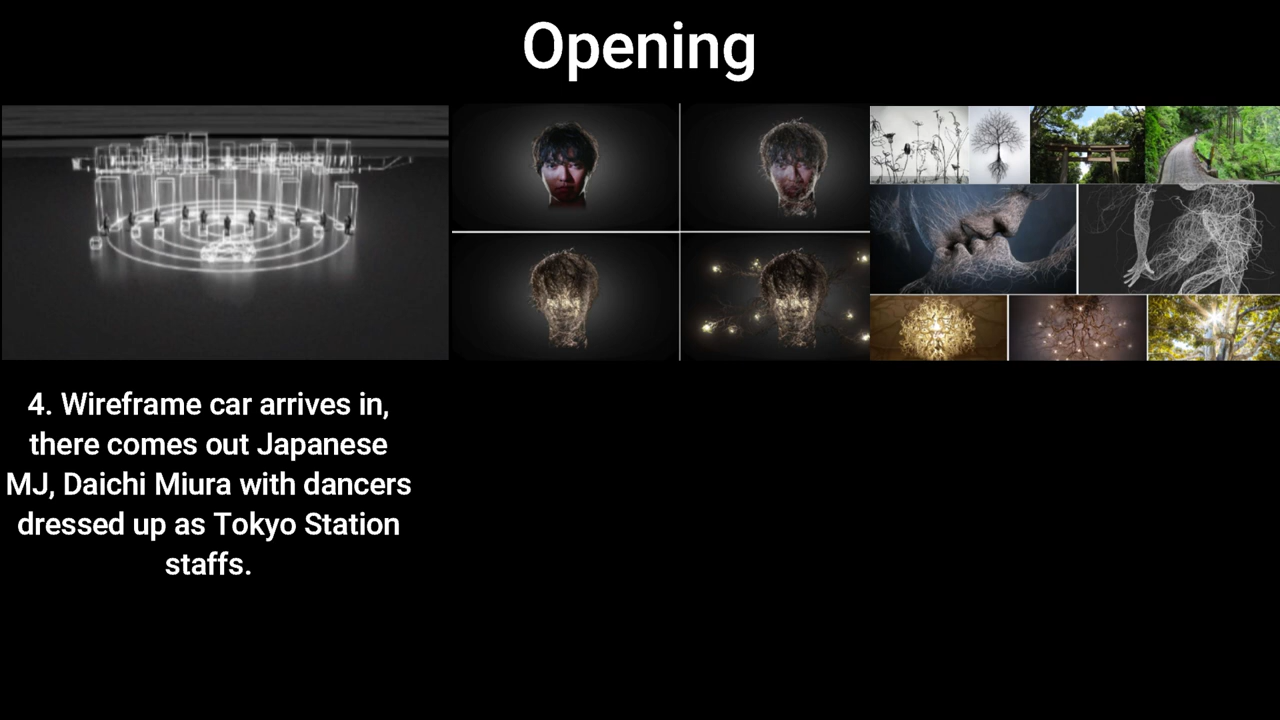 Opening
4. Wireframe car arrives in,
there comes out Japanese
MJ, Daichi Miura with dancers
dressed up as Tokyo Station
staffs.